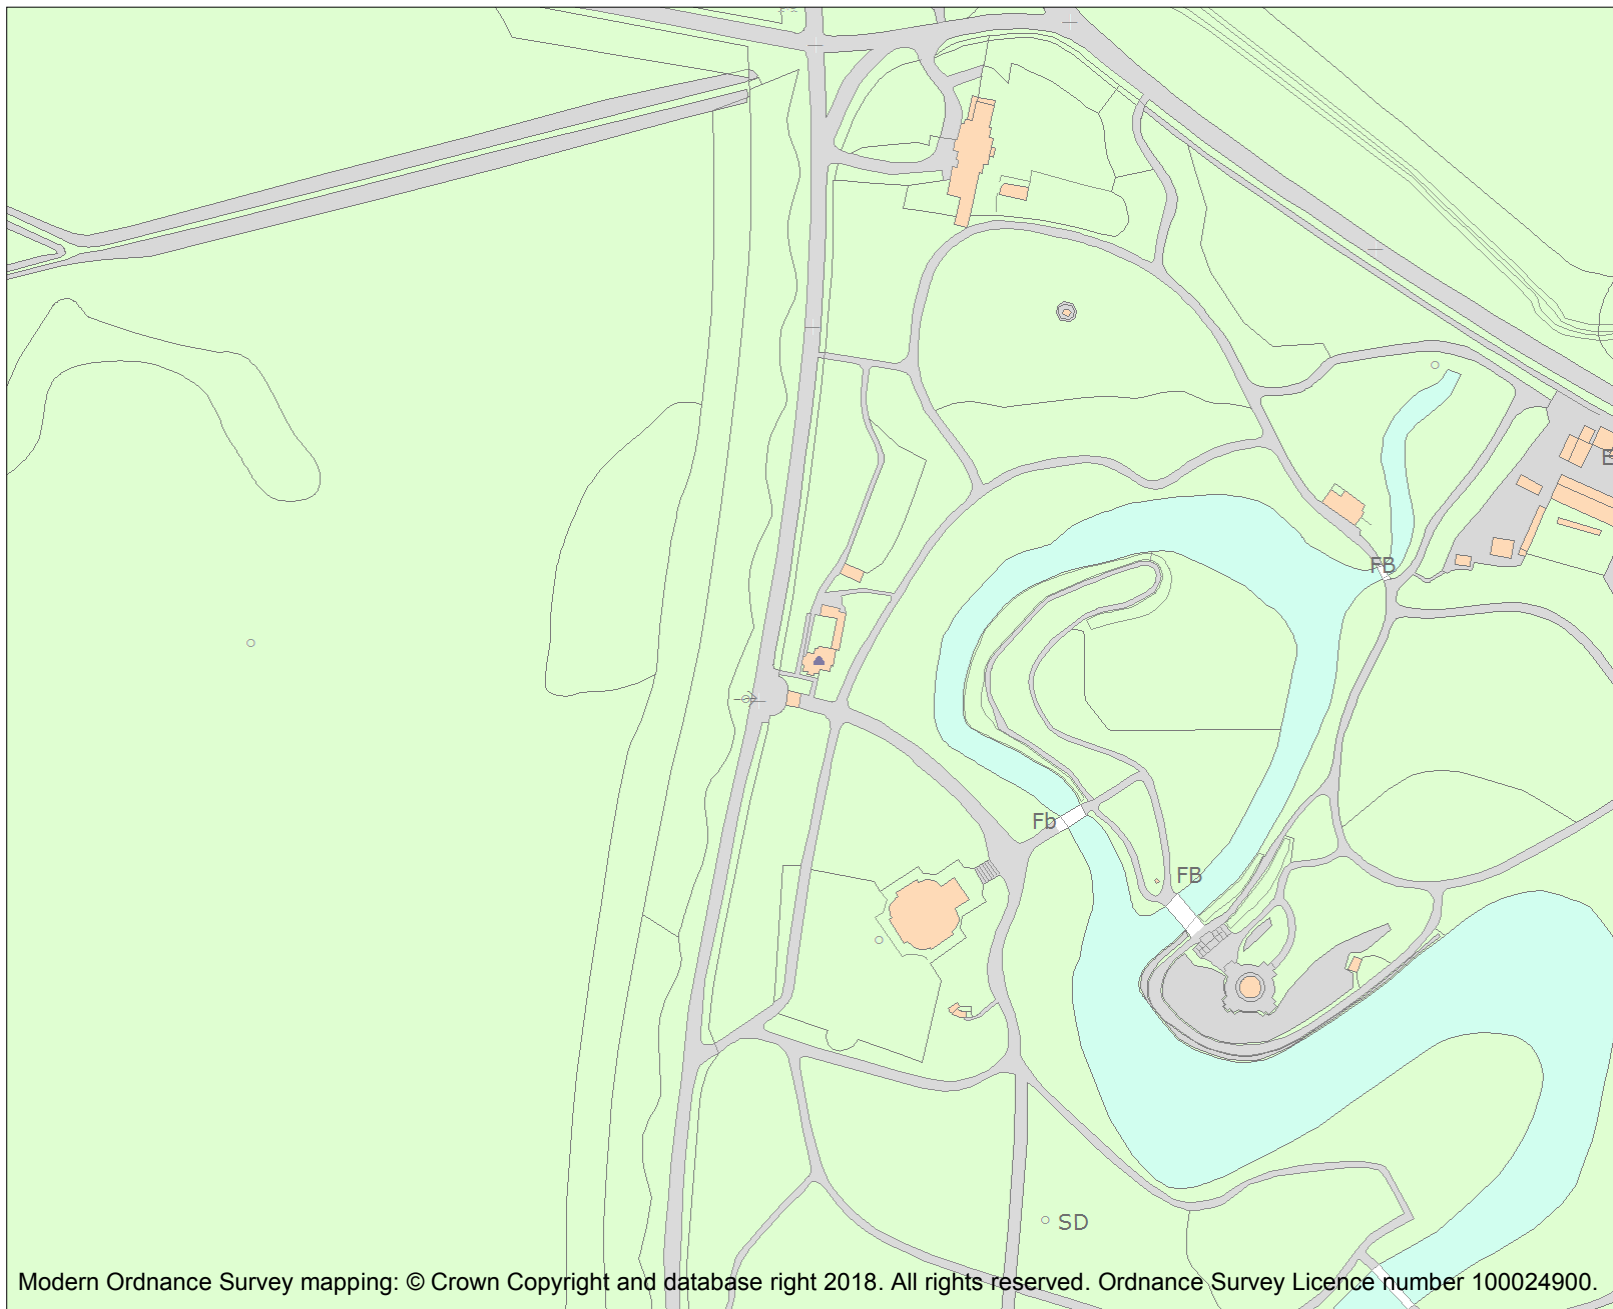 E
FB
Fb
FB
SD
Modern Ordnance Survey mapping: © Crown Copyright and database right 2018. All rights reserved. Ordnance Survey Licence number 100024900.